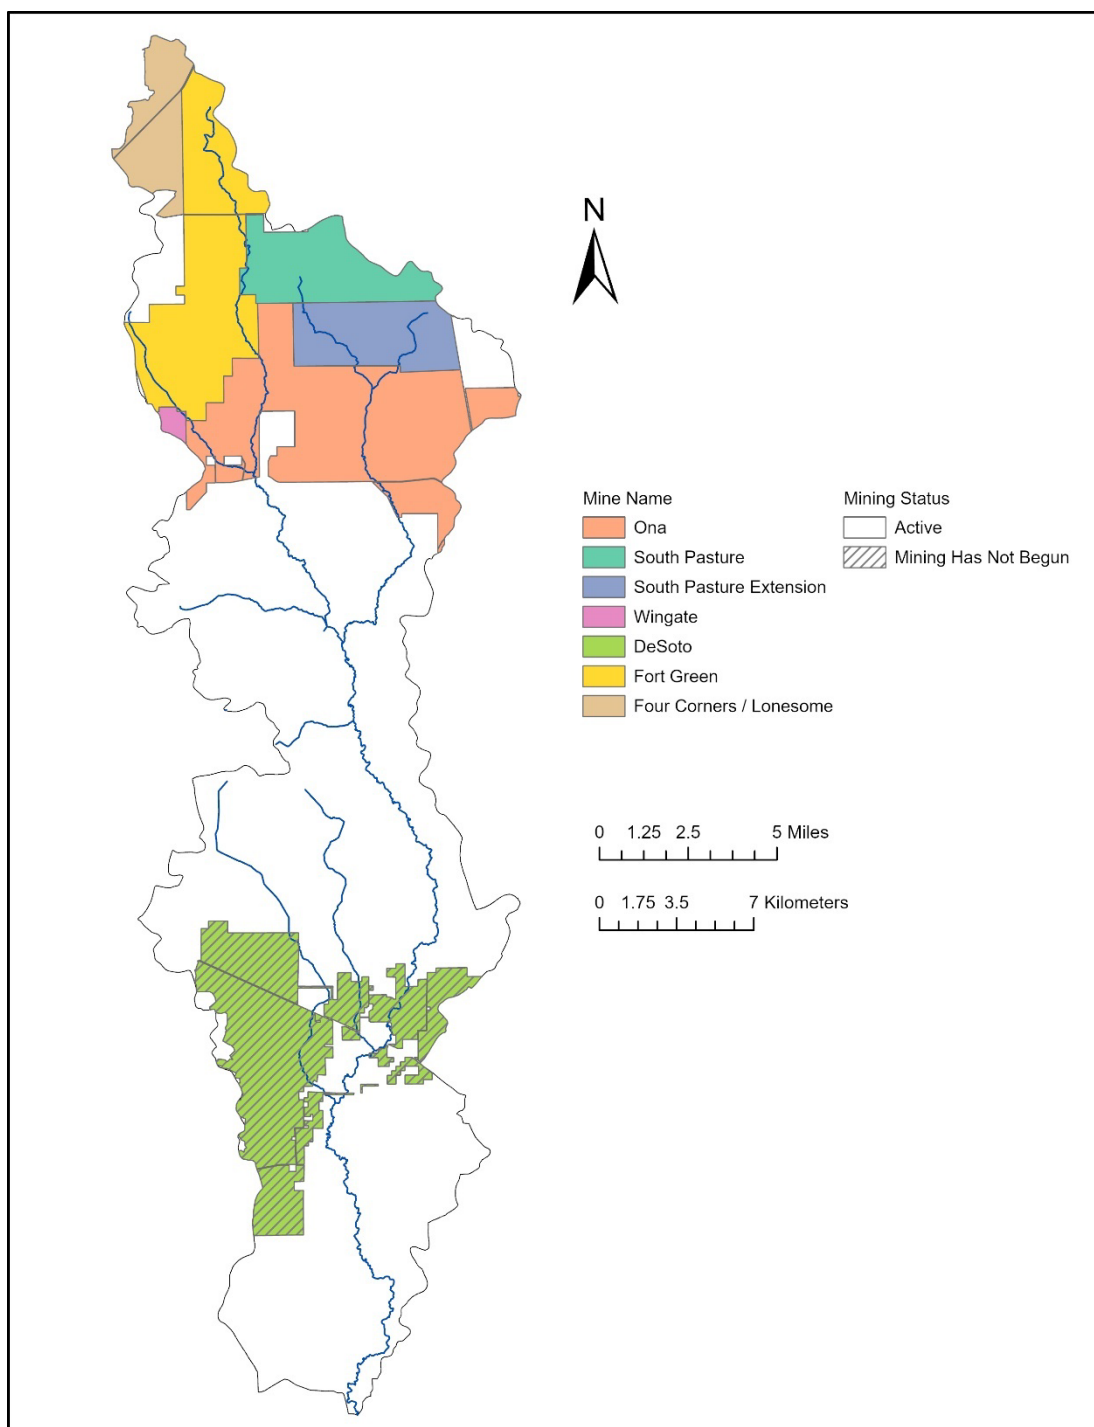 N
Mine Name
Ona
South Pasture
South Pasture Extension
Wingate
DeSoto
Fort Green
Four Corners / Lonesome
Mining Status
Active
Mining Has Not Begun
0 1.25 2.5 5 Miles
0 1.75 3.5 7 Kilometers